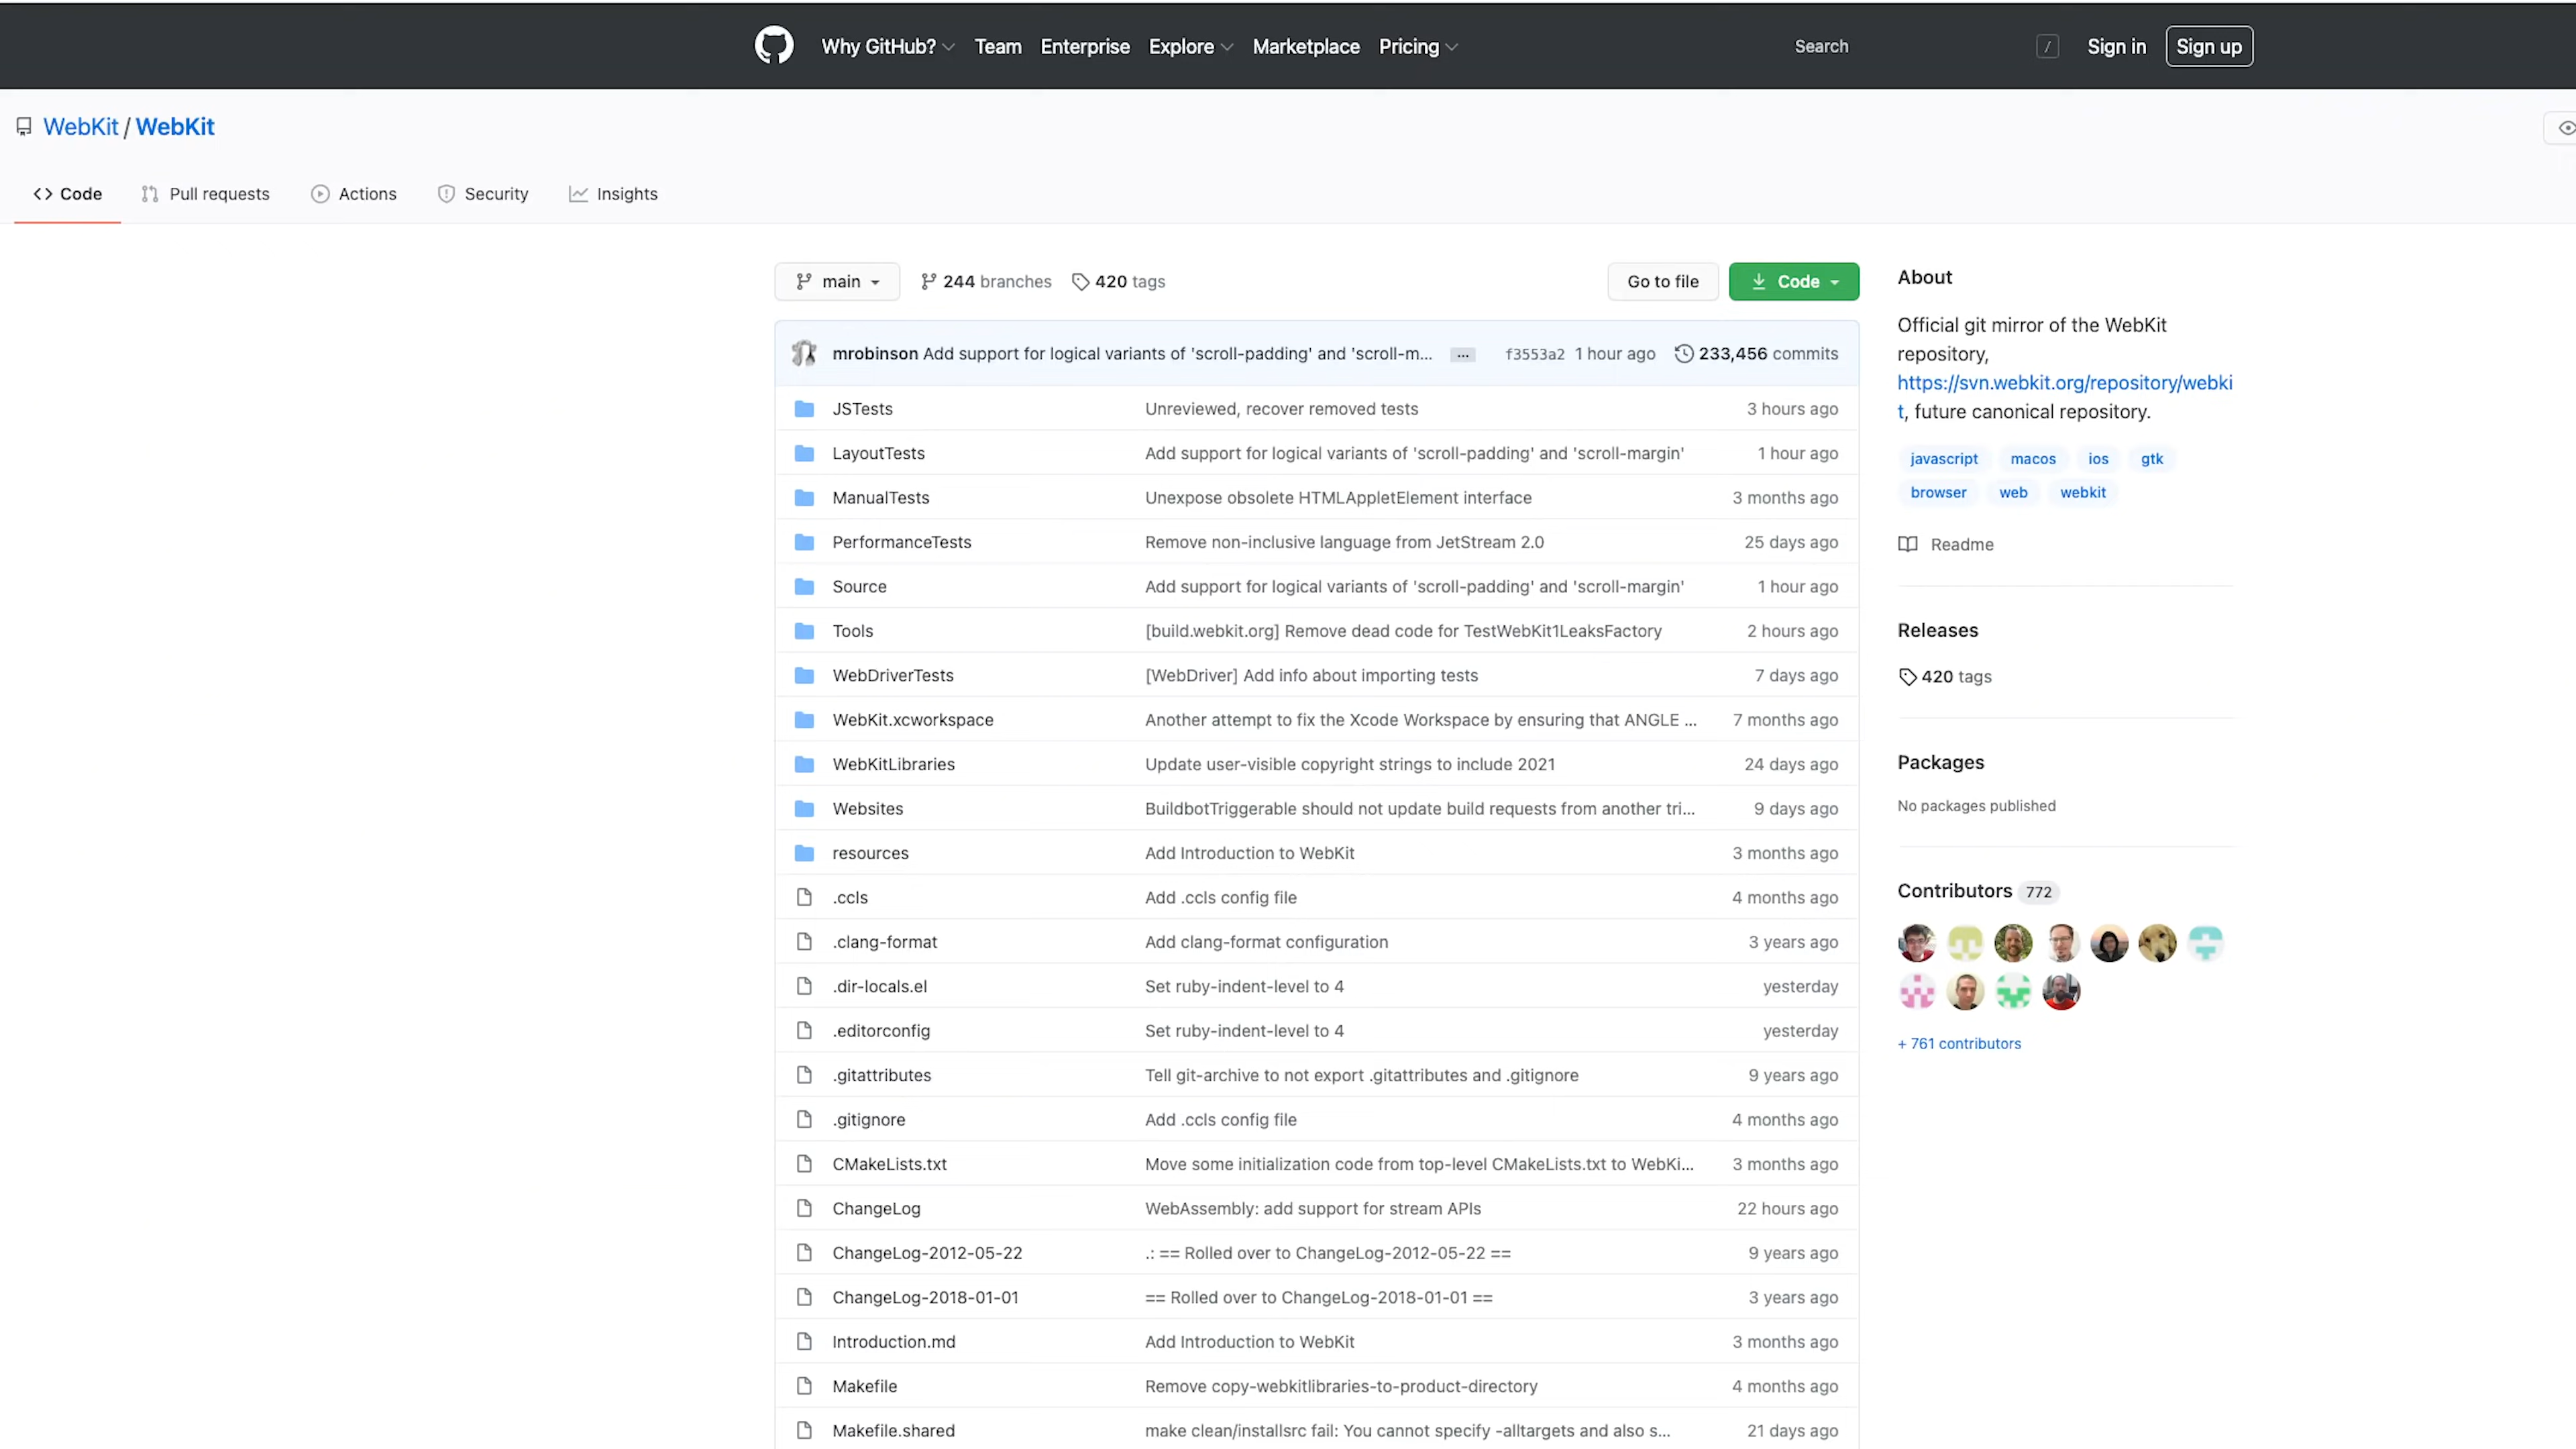 Why GitHub? Team Enterprise Explore Marketplace Pricing Search / Sign in Sign up
WebKit / WebKit
Code Pull requests Actions Security Insights
main 244 branches 420 tags Go to file Code
mrobinson Add support for logical variants of 'scroll-padding' and 'scroll-m... ... f3553a2 1 hour ago 233,456 commits
JSTests Unreviewed, recover removed tests 3 hours ago
LayoutTests Add support for logical variants of 'scroll-padding' and 'scroll-margin' 1 hour ago
ManualTests Unexpose obsolete HTMLAppletElement interface 3 months ago
PerformanceTests Remove non-inclusive language from JetStream 2.0 25 days ago
Source Add support for logical variants of 'scroll-padding' and 'scroll-margin' 1 hour ago
Tools [build.webkit.org] Remove dead code for TestWebKit1LeaksFactory 2 hours ago
WebDriverTests [WebDriver] Add info about importing tests 7 days ago
WebKit.xcworkspace Another attempt to fix the Xcode Workspace by ensuring that ANGLE ... 7 months ago
WebKitLibraries Update user-visible copyright strings to include 2021 24 days ago
Websites BuildbotTriggerable should not update build requests from another tri... 9 days ago
resources Add Introduction to WebKit 3 months ago
.ccls Add .ccls config file 4 months ago
.clang-format Add clang-format configuration 3 years ago
.dir-locals.el Set ruby-indent-level to 4 yesterday
.editorconfig Set ruby-indent-level to 4 yesterday
.gitattributes Tell git-archive to not export .gitattributes and .gitignore 9 years ago
.gitignore Add .ccls config file 4 months ago
CMakeLists.txt Move some initialization code from top-level CMakeLists.txt to WebKi... 3 months ago
ChangeLog WebAssembly: add support for stream APIs 22 hours ago
ChangeLog-2012-05-22 .: == Rolled over to ChangeLog-2012-05-22 == 9 years ago
ChangeLog-2018-01-01 == Rolled over to ChangeLog-2018-01-01 == 3 years ago
Introduction.md Add Introduction to WebKit 3 months ago
Makefile Remove copy-webkitlibraries-to-product-directory 4 months ago
Makefile.shared make clean/installsrc fail: You cannot specify -alltargets and also s... 21 days ago
About
Official git mirror of the WebKit
repository,
https://svn.webkit.org/repository/webki
t, future canonical repository.
javascript macos ios gtk
browser web webkit
Readme
Releases
420 tags
Packages
No packages published
Contributors 772
+ 761 contributors